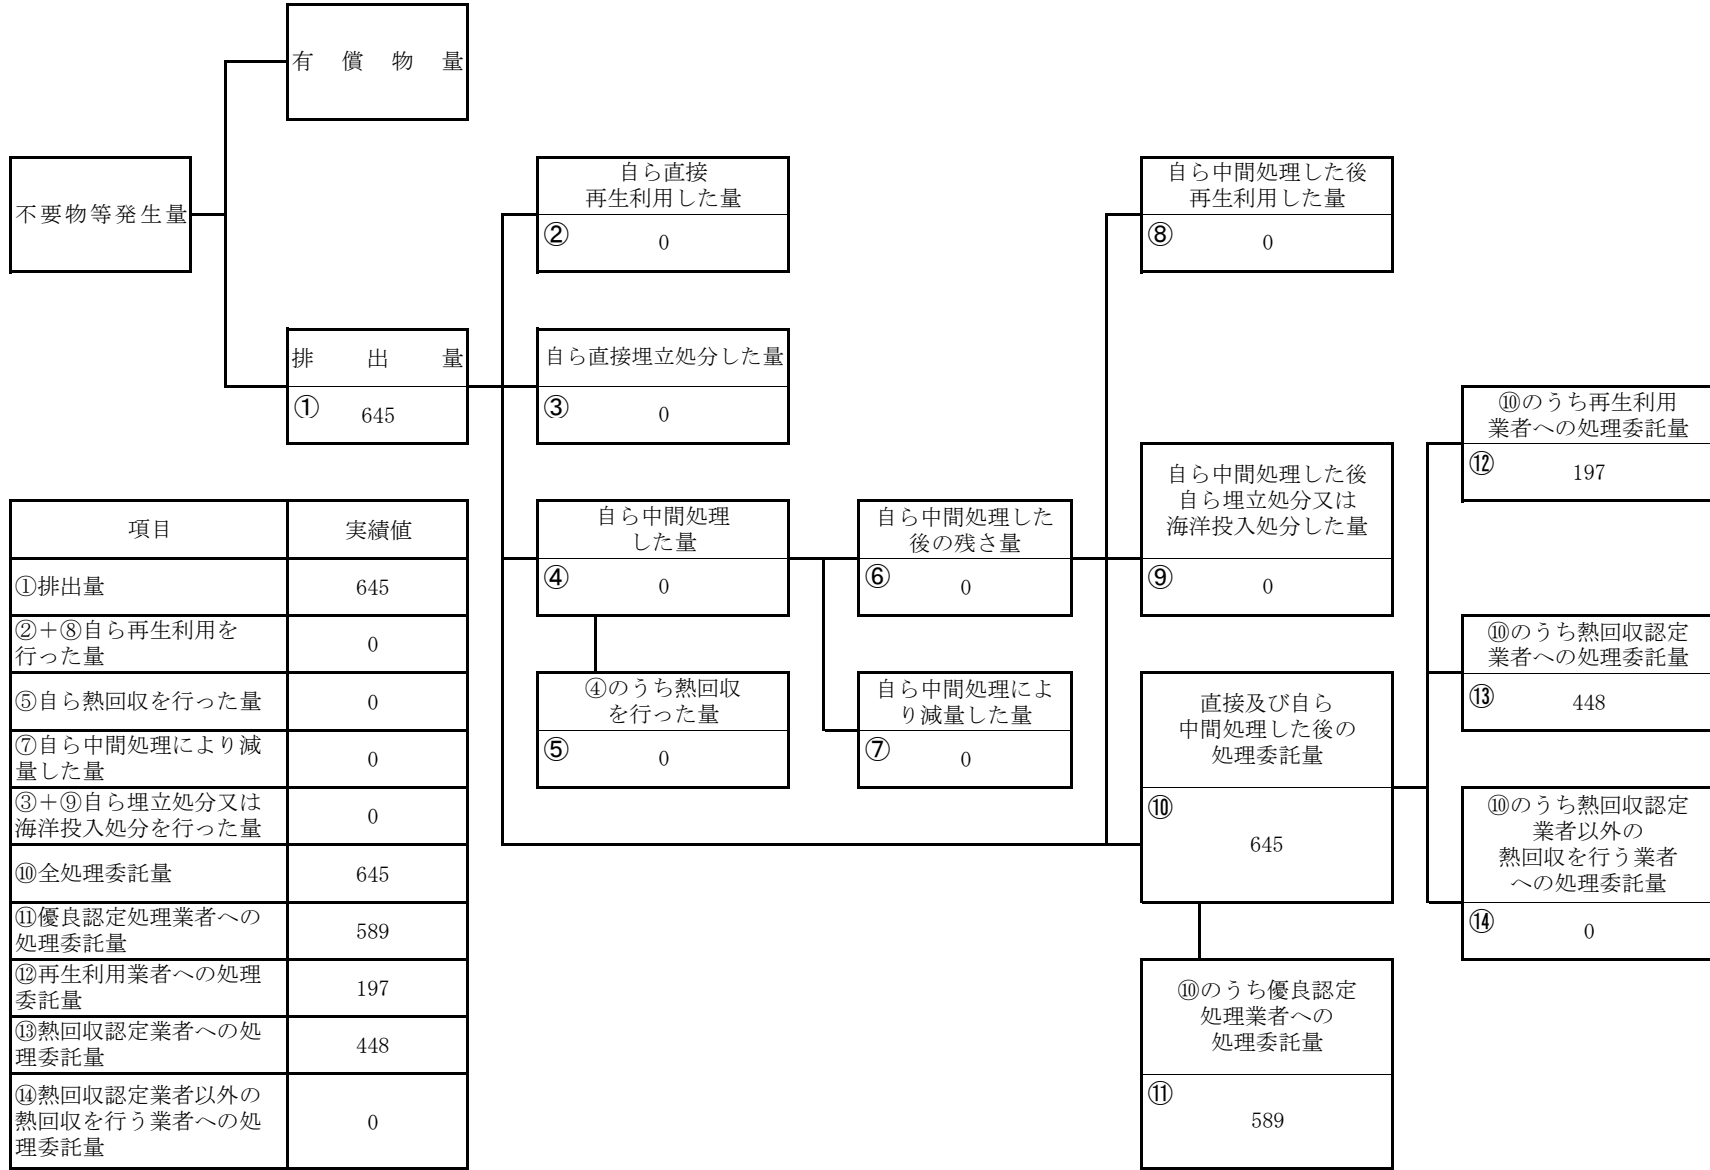 有償物量
不要物等発生量
排出量
①
645
自ら直接
再生利用した量
②
0
自ら直接埋立処分した量
③
0
自ら中間処理
した量
④
0
④のうち熱回収
を行った量
⑤
0
自ら中間処理した
後の残さ量
⑥
0
自ら中間処理によ
り減量した量
⑦
0
自ら中間処理した後
再生利用した量
⑧
0
自ら中間処理した後
自ら埋立処分又は
海洋投入処分した量
⑨
0
直接及び自ら
中間処理した後の
処理委託量
⑩
645
⑩のうち優良認定
処理業者への
処理委託量
⑪
589
⑩のうち再生利用
業者への処理委託量
⑫
197
⑩のうち熱回収認定
業者への処理委託量
⑬
448
⑩のうち熱回収認定
業者以外の
熱回収を行う業者
への処理委託量
⑭
0
項目 実績値
①排出量 645
②+⑧自ら再生利用を
行った量
0
⑤自ら熱回収を行った量 0
⑦自ら中間処理により減
量した量
0
③+⑨自ら埋立処分又は
海洋投入処分を行った量
0
⑩全処理委託量 645
⑪優良認定処理業者への
処理委託量
589
⑫再生利用業者への処理
委託量
197
⑬熱回収認定業者への処
理委託量
448
⑭熱回収認定業者以外の
熱回収を行う業者への処
理委託量
0